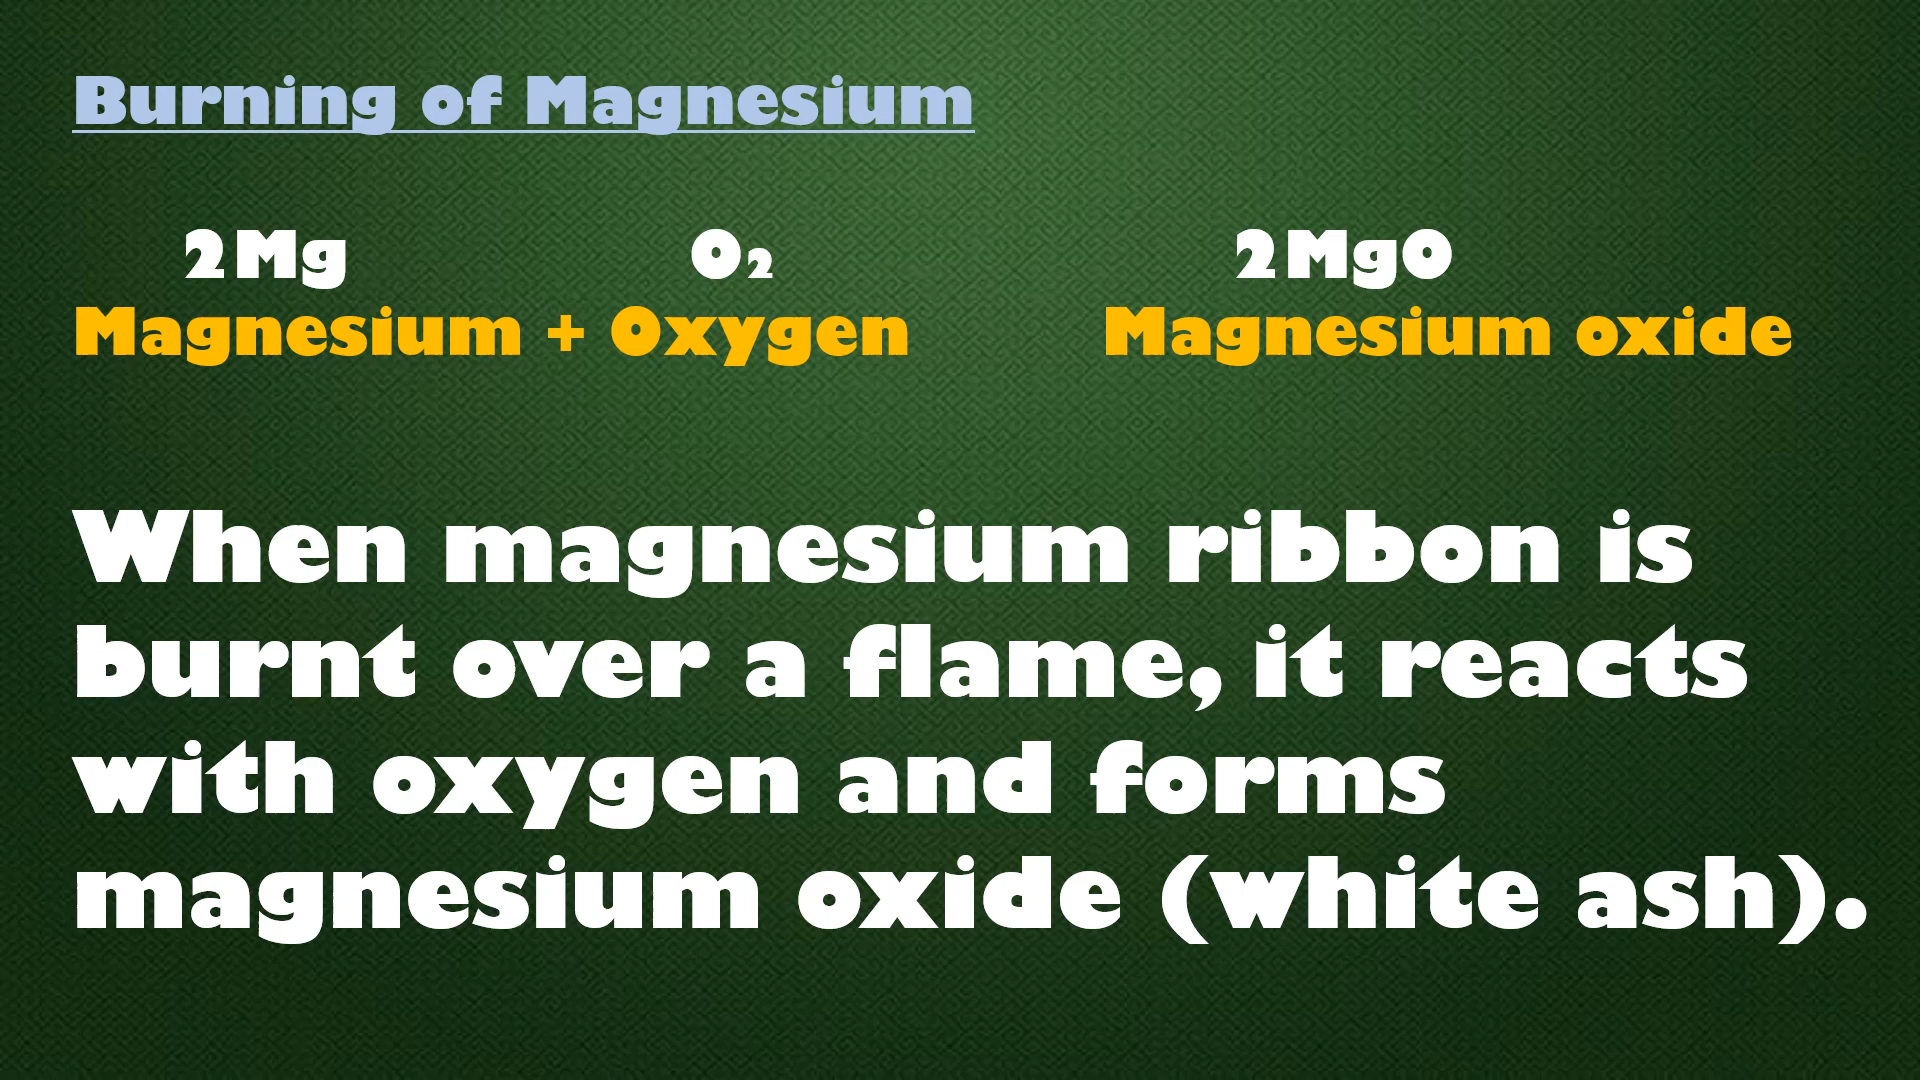 Burning of Magnesium
2Mg O₂ 2MgO
Magnesium + Oxygen Magnesium oxide
When magnesium ribbon is
burnt over a flame, it reacts
with oxygen and forms
magnesium oxide (white ash).